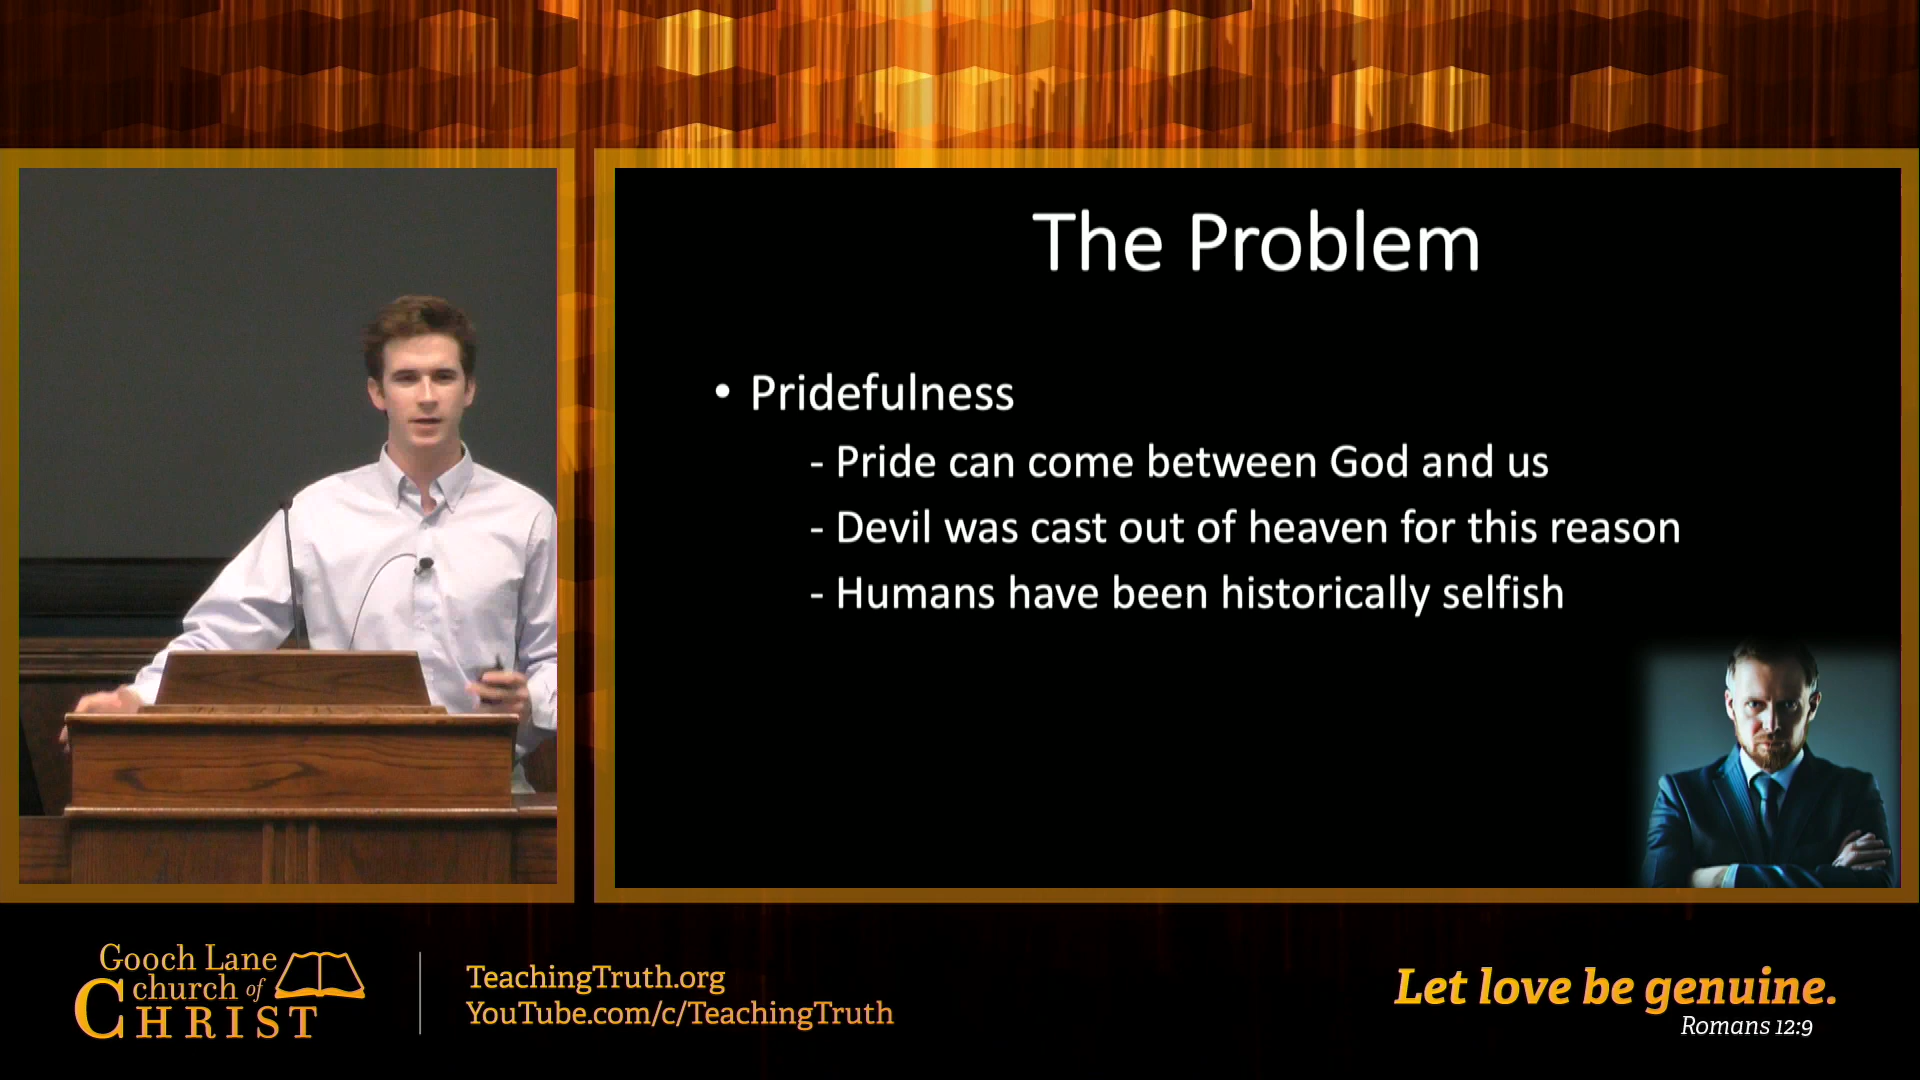 The Problem
• Pridefulness
- Pride can come between God and us
- Devil was cast out of heaven for this reason
- Humans have been historically selfish
Gooch Lane
church of
CHRIST
TeachingTruth.org
YouTube.com/c/TeachingTruth
Let love be genuine.
Romans 12:9